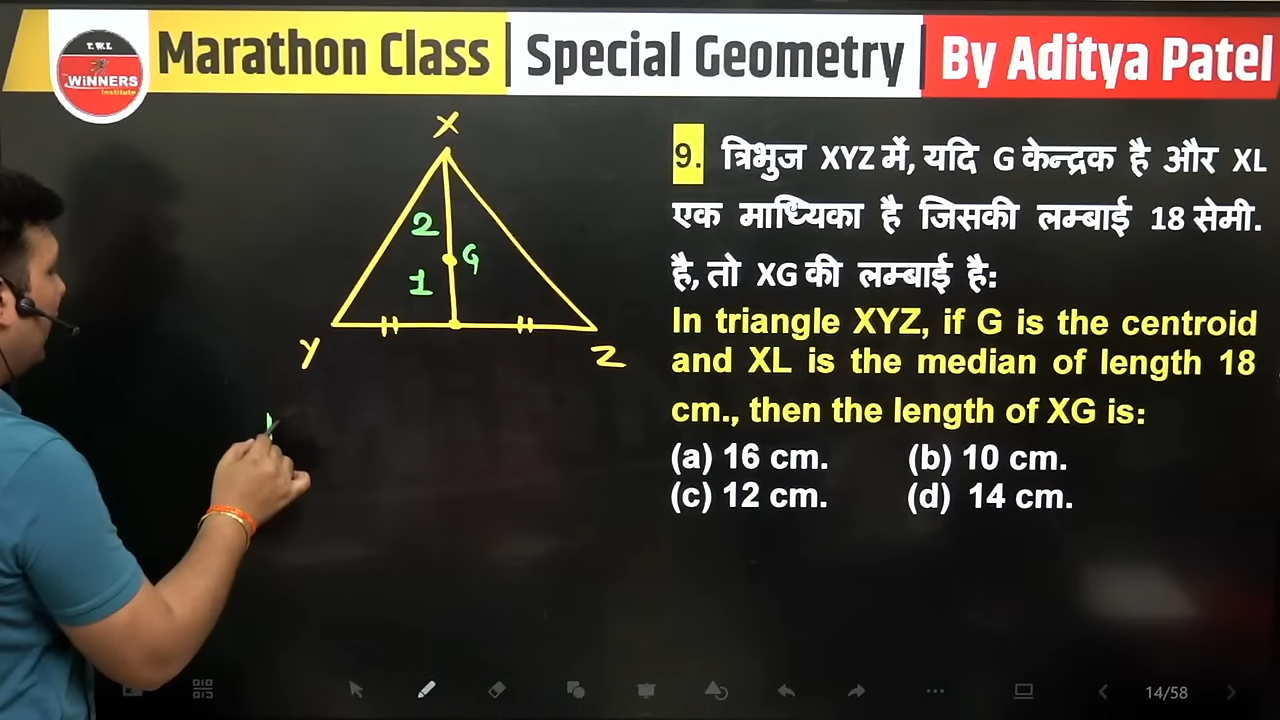 T.W.I.
WINNERS
Institute
Marathon Class | Special Geometry | By Aditya Patel
X
2
G
1
Y
Z
9. त्रिभुज XYZ में, यदि G केन्द्रक है और XL
एक माध्यिका है जिसकी लम्बाई 18 सेमी.
है, तो XG की लम्बाई है:
In triangle XYZ, if G is the centroid
and XL is the median of length 18
cm., then the length of XG is:
(a) 16 cm. (b) 10 cm.
(c) 12 cm. (d) 14 cm.
14/58